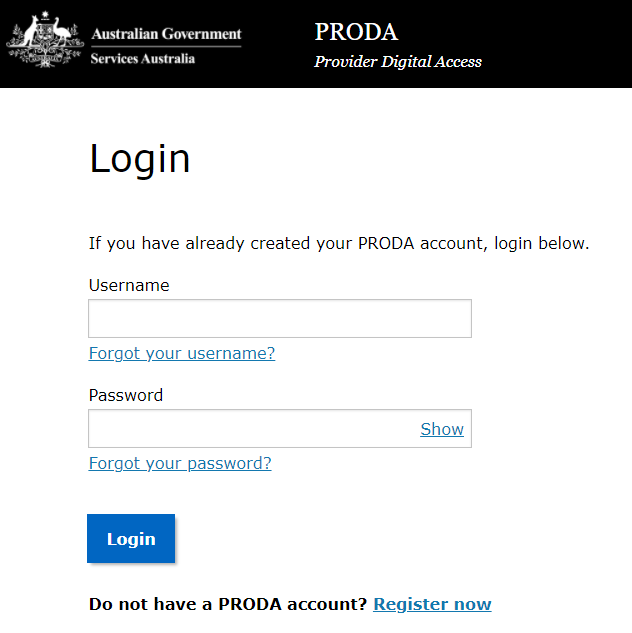 Australian Government
Services Australia
PRODA
Provider Digital Access
Login
If you have already created your PRODA account, login below.
Username
Forgot your username?
Password
Show
Forgot your password?
Login
Do not have a PRODA account? Register now